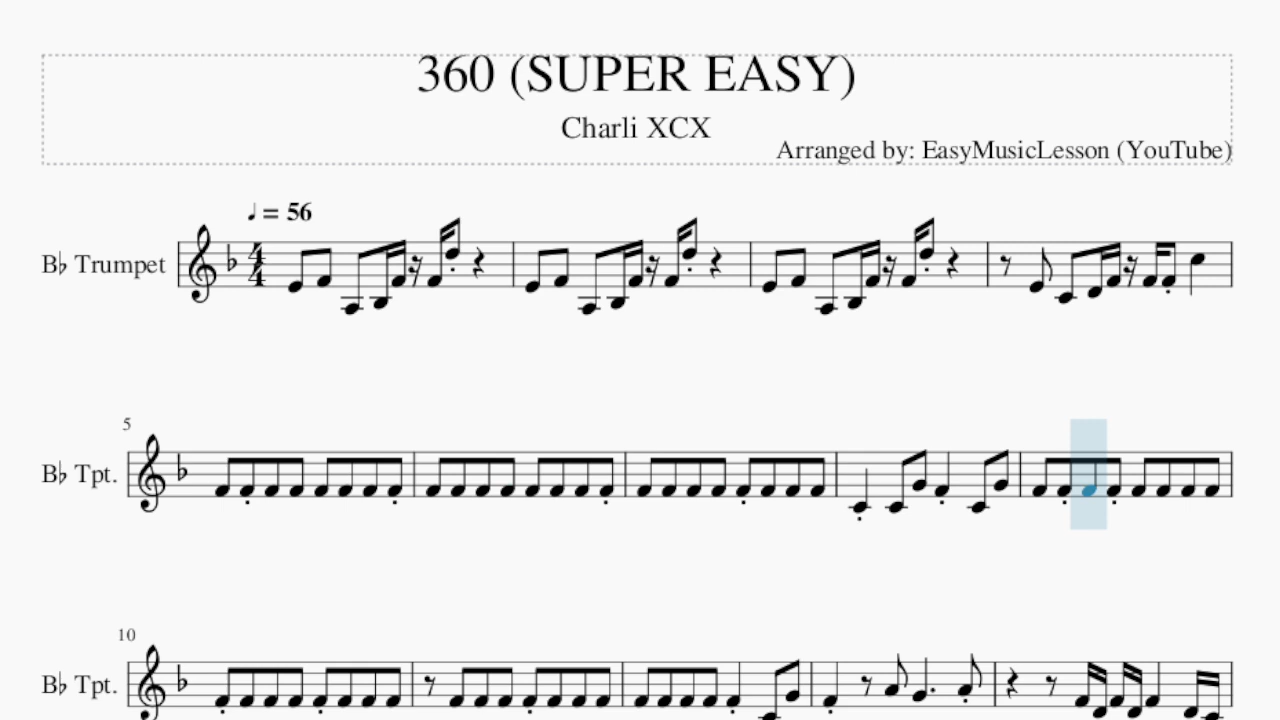 360 (SUPER EASY)
Charli XCX
Arranged by: EasyMusicLesson (YouTube)
♩ = 56
B♭ Trumpet
4
4
5
B♭ Tpt.
10
B♭ Tpt.